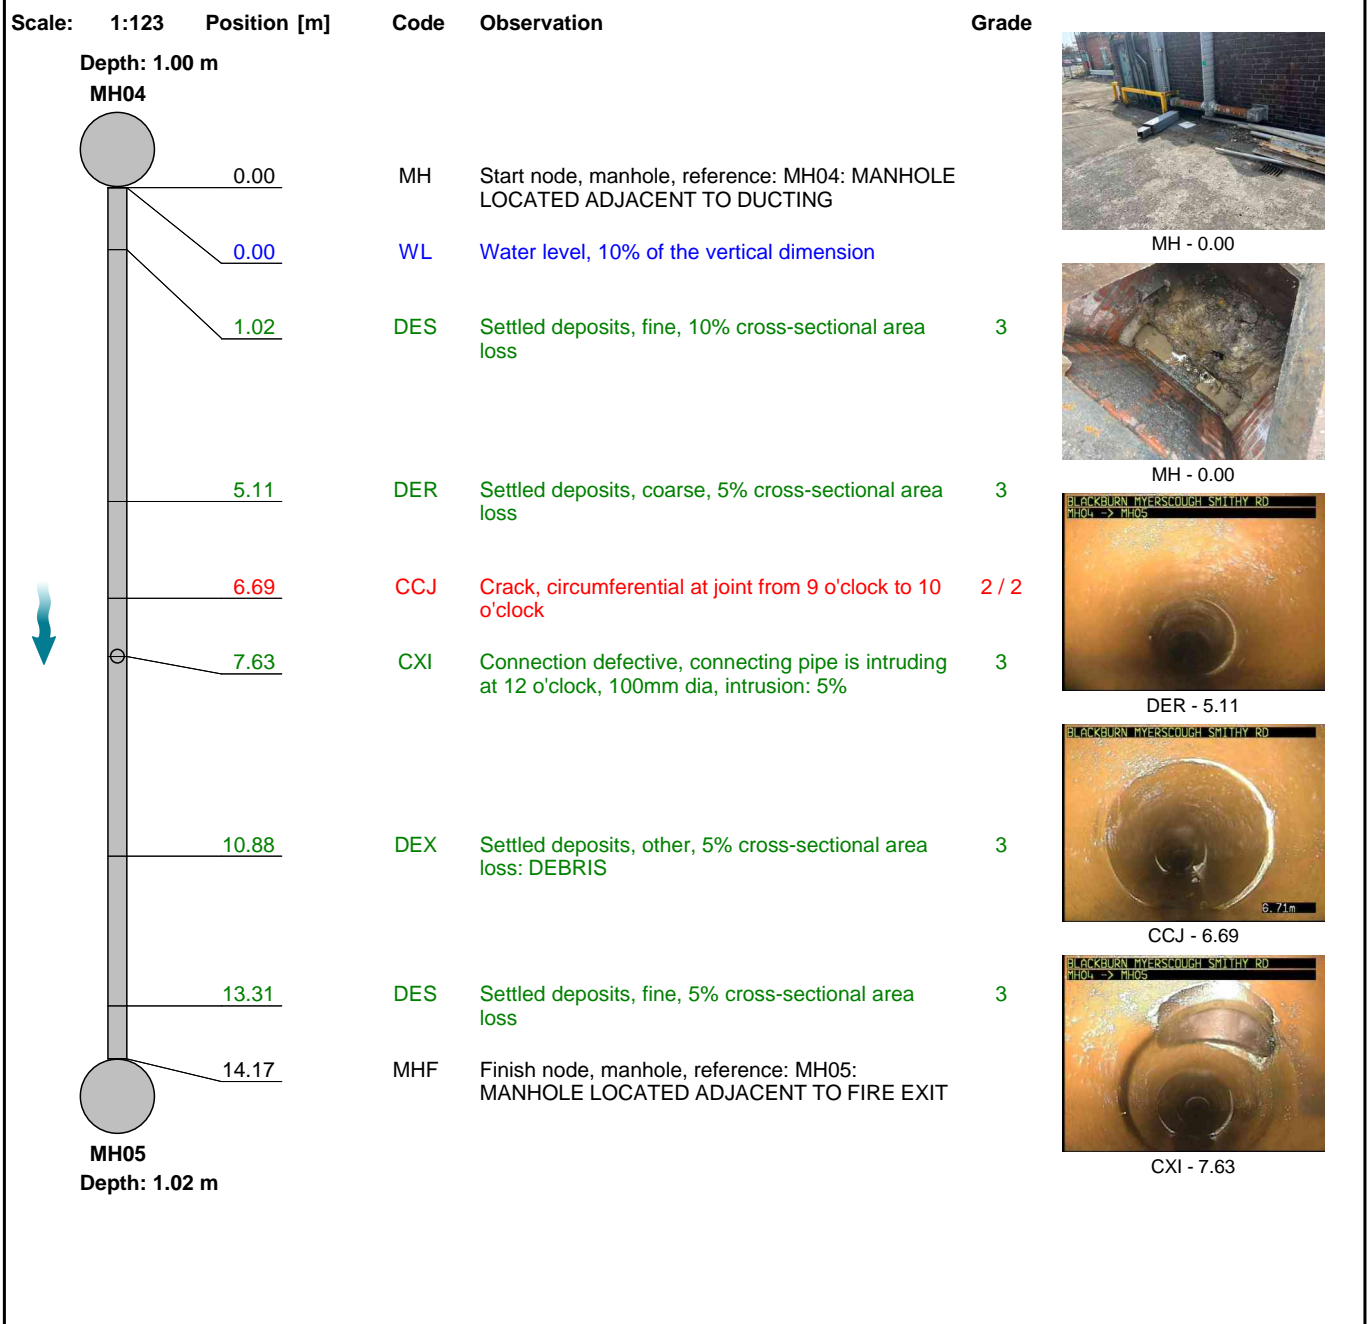 Scale: 1:123 Position [m] Code Observation Grade
Depth: 1.00 m
MH04
0.00 MH Start node, manhole, reference: MH04: MANHOLE
LOCATED ADJACENT TO DUCTING
0.00 WL Water level, 10% of the vertical dimension
1.02 DES Settled deposits, fine, 10% cross-sectional area 3
loss
5.11 DER Settled deposits, coarse, 5% cross-sectional area 3
loss
6.69 CCJ Crack, circumferential at joint from 9 o'clock to 10 2 / 2
o'clock
7.63 CXI Connection defective, connecting pipe is intruding 3
at 12 o'clock, 100mm dia, intrusion: 5%
10.88 DEX Settled deposits, other, 5% cross-sectional area 3
loss: DEBRIS
13.31 DES Settled deposits, fine, 5% cross-sectional area 3
loss
14.17 MHF Finish node, manhole, reference: MH05:
MANHOLE LOCATED ADJACENT TO FIRE EXIT
MH05
Depth: 1.02 m
MH - 0.00
MH - 0.00
BLACKBURN MYERSCOUGH SMITHY RD
MH04 -> MH05
DER - 5.11
BLACKBURN MYERSCOUGH SMITHY RD
6.71m
CCJ - 6.69
BLACKBURN MYERSCOUGH SMITHY RD
MH04 -> MH05
CXI - 7.63